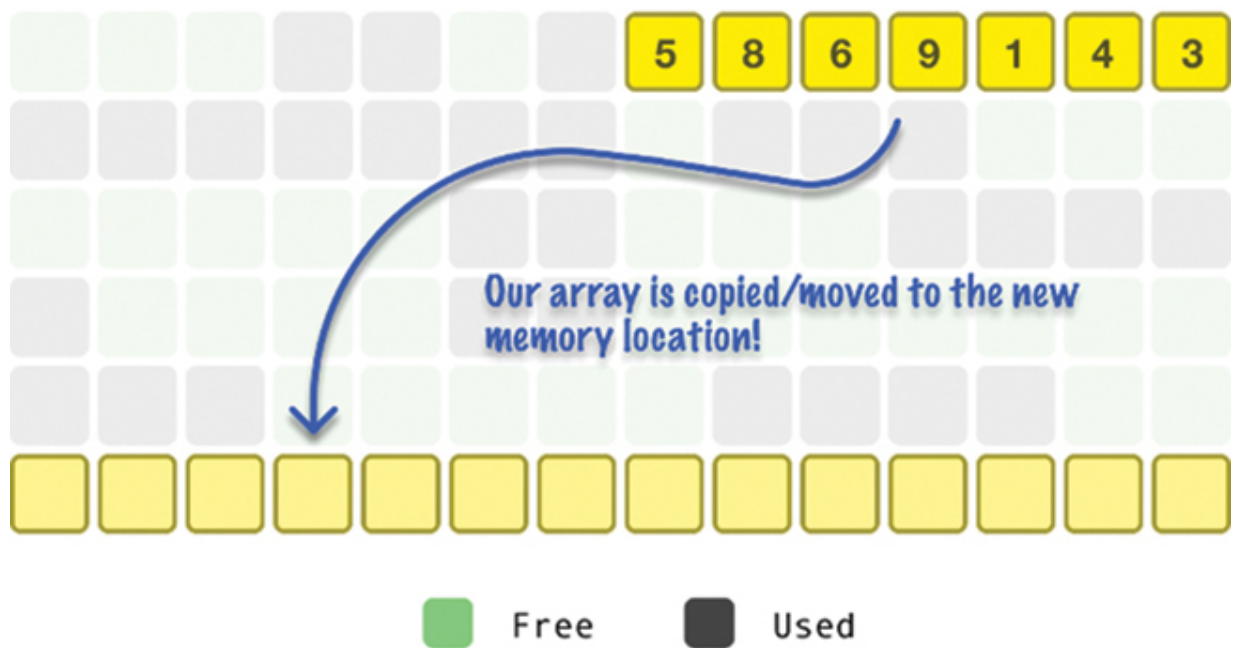 5 8 6 9 1 4 3
Our array is copied/moved to the new
memory location!
Free Used